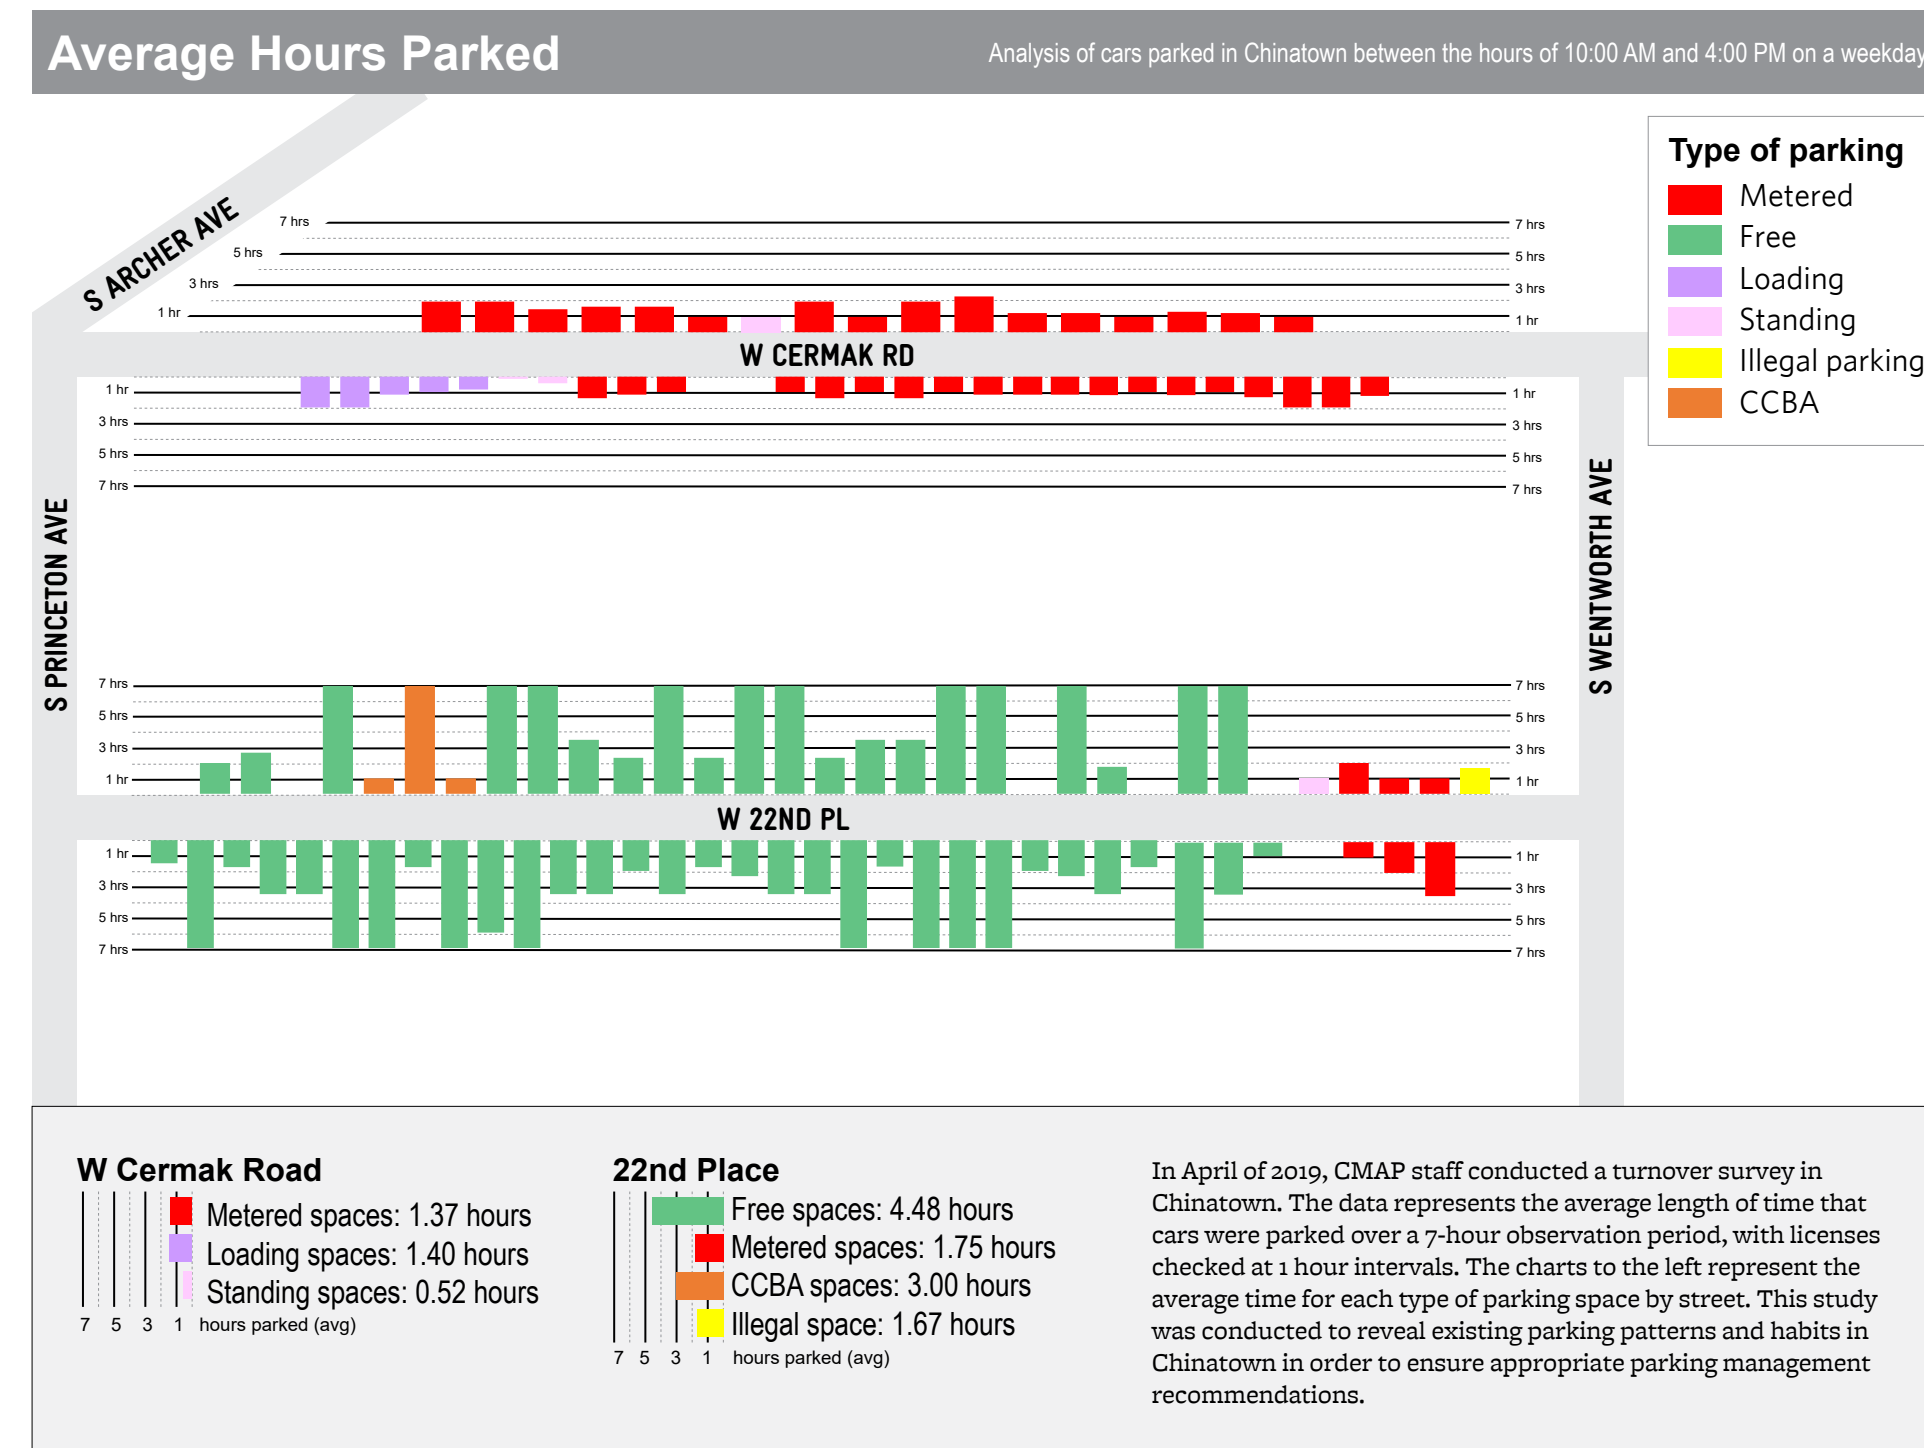 Average Hours Parked
Analysis of cars parked in Chinatown between the hours of 10:00 AM and 4:00 PM on a weekday
Type of parking
Metered
Free
Loading
Standing
Illegal parking
CCBA
S ARCHER AVE
7 hrs
5 hrs
3 hrs
1 hr
7 hrs
5 hrs
3 hrs
1 hr
W CERMAK RD
1 hr
3 hrs
5 hrs
7 hrs
1 hr
3 hrs
5 hrs
7 hrs
S PRINCETON AVE
S WENTWORTH AVE
7 hrs
5 hrs
3 hrs
1 hr
7 hrs
5 hrs
3 hrs
1 hr
W 22ND PL
1 hr
3 hrs
5 hrs
7 hrs
1 hr
3 hrs
5 hrs
7 hrs
W Cermak Road
Metered spaces: 1.37 hours
Loading spaces: 1.40 hours
Standing spaces: 0.52 hours
7 5 3 1 hours parked (avg)
22nd Place
Free spaces: 4.48 hours
Metered spaces: 1.75 hours
CCBA spaces: 3.00 hours
Illegal space: 1.67 hours
7 5 3 1 hours parked (avg)
In April of 2019, CMAP staff conducted a turnover survey in
Chinatown. The data represents the average length of time that
cars were parked over a 7-hour observation period, with licenses
checked at 1 hour intervals. The charts to the left represent the
average time for each type of parking space by street. This study
was conducted to reveal existing parking patterns and habits in
Chinatown in order to ensure appropriate parking management
recommendations.